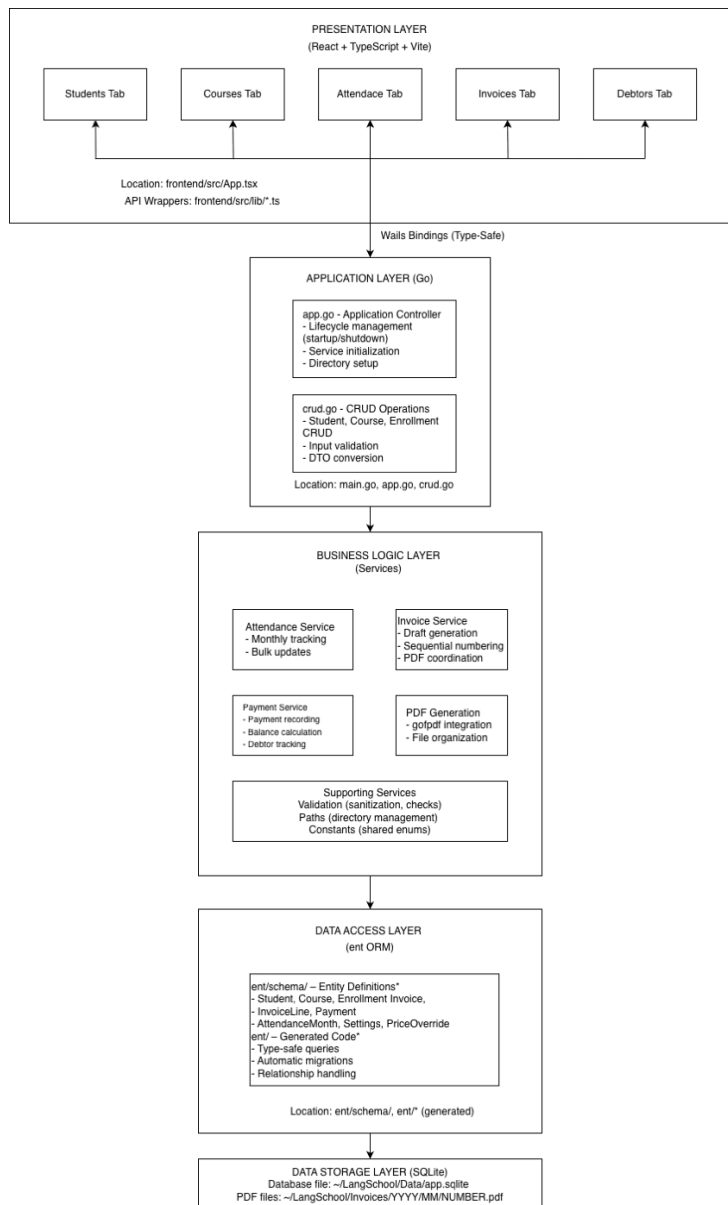 PRESENTATION LAYER
(React + TypeScript + Vite)
Students Tab
Courses Tab
Attendace Tab
Invoices Tab
Debtors Tab
Location: frontend/src/App.tsx
API Wrappers: frontend/src/lib/*.ts
Wails Bindings (Type-Safe)
APPLICATION LAYER (Go)
app.go - Application Controller
- Lifecycle management
(startup/shutdown)
- Service initialization
- Directory setup
crud.go - CRUD Operations
- Student, Course, Enrollment
CRUD
- Input validation
- DTO conversion
Location: main.go, app.go, crud.go
BUSINESS LOGIC LAYER
(Services)
Attendance Service
- Monthly tracking
- Bulk updates
Invoice Service
- Draft generation
- Sequential numbering
- PDF coordination
Payment Service
- Payment recording
- Balance calculation
- Debtor tracking
PDF Generation
- gofpdf integration
- File organization
Supporting Services
Validation (sanitization, checks)
Paths (directory management)
Constants (shared enums)
DATA ACCESS LAYER
(ent ORM)
ent/schema/ – Entity Definitions*
- Student, Course, Enrollment Invoice,
- InvoiceLine, Payment
- AttendanceMonth, Settings, PriceOverride
ent/ – Generated Code*
- Type-safe queries
- Automatic migrations
- Relationship handling
Location: ent/schema/, ent/* (generated)
DATA STORAGE LAYER (SQLite)
Database file: ~/LangSchool/Data/app.sqlite
PDF files: ~/LangSchool/Invoices/YYYY/MM/NUMBER.pdf